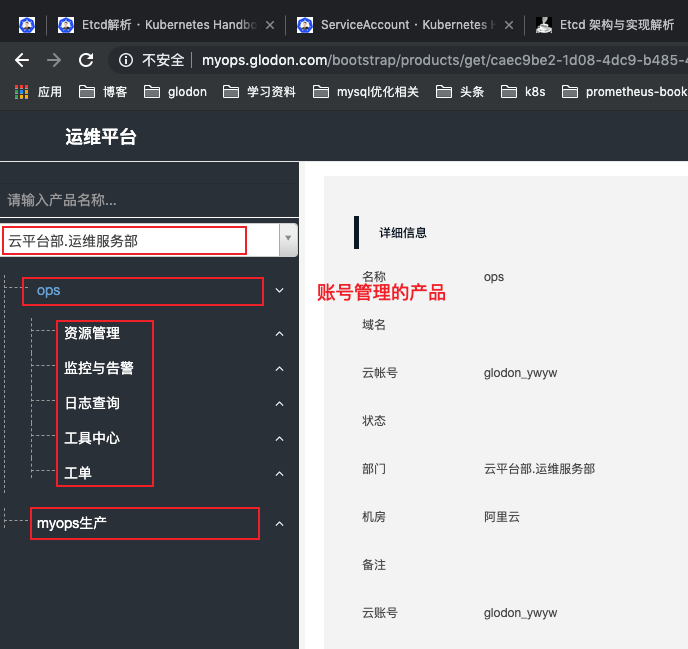 Etcd解析 · Kubernetes Handbo
ServiceAccount · Kubernetes H
Etcd 架构与实现解析
不安全
myops.glodon.com/bootstrap/products/get/caec9be2-1d08-4dc9-b485-4
应用
博客
glodon
学习资料
mysql优化相关
头条
k8s
prometheus-book
运维平台
请输入产品名称...
云平台部.运维服务部
ops
资源管理
监控与告警
日志查询
工具中心
工单
myops生产
详细信息
名称 ops
账号管理的产品
域名
云帐号 glodon_ywyw
状态
部门 云平台部.运维服务部
机房 阿里云
备注
云账号 glodon_ywyw